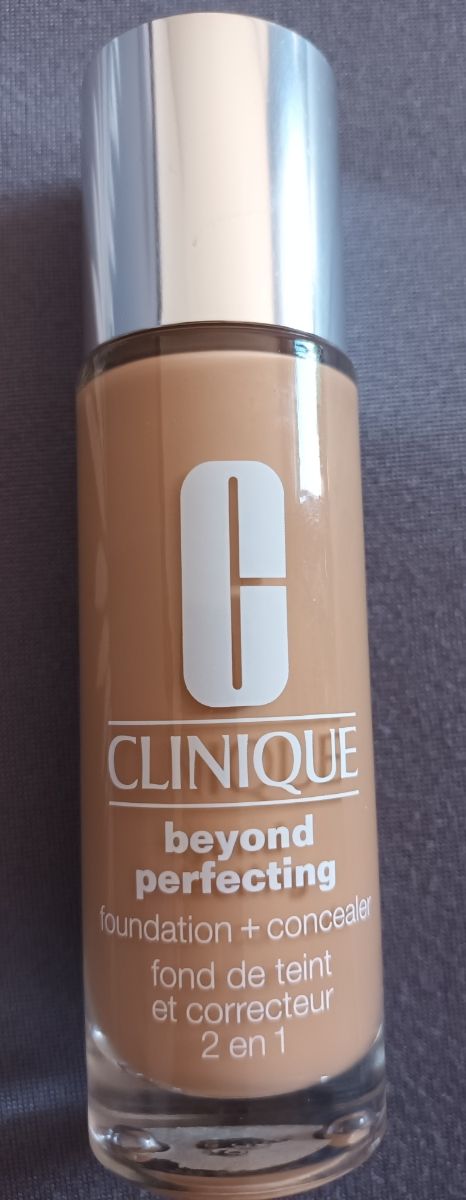 C
CLINIQUE
beyond
perfecting
foundation + concealer
fond de teint
et correcteur
2 en 1